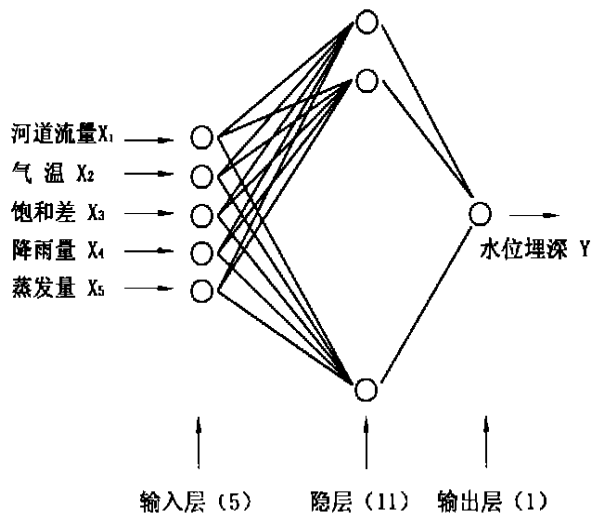 河道流量X₁
气 温 X₂
饱和差 X₃
降雨量 X₄
蒸发量 X₅
水位埋深 Y
输入层(5) 隐层(11) 输出层(1)